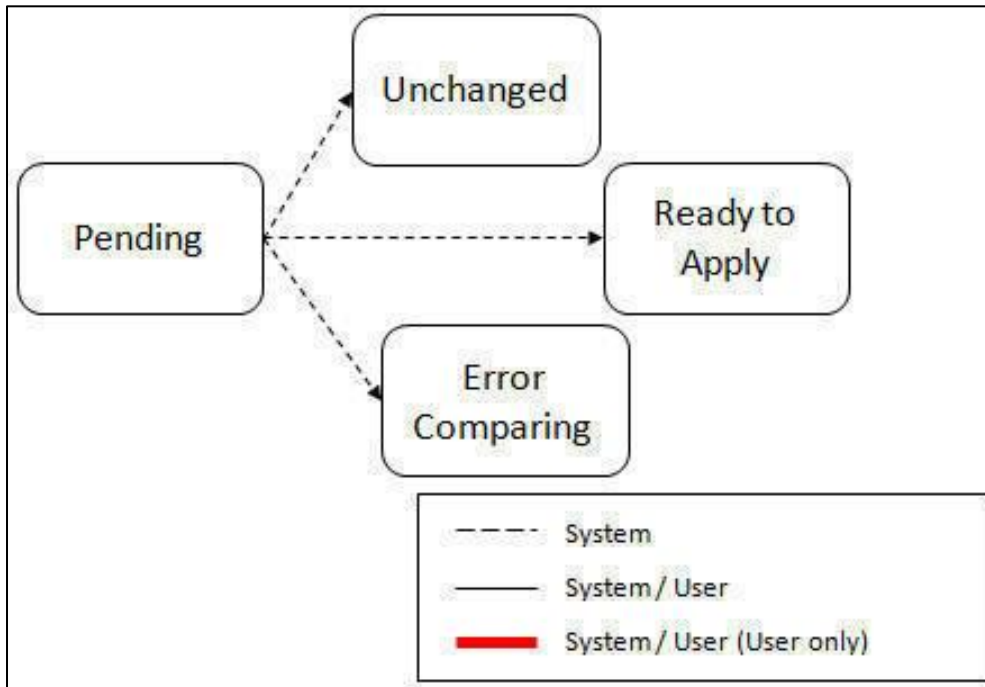 Unchanged
Pending
Ready to
Apply
Error
Comparing
System
System / User
System / User (User only)